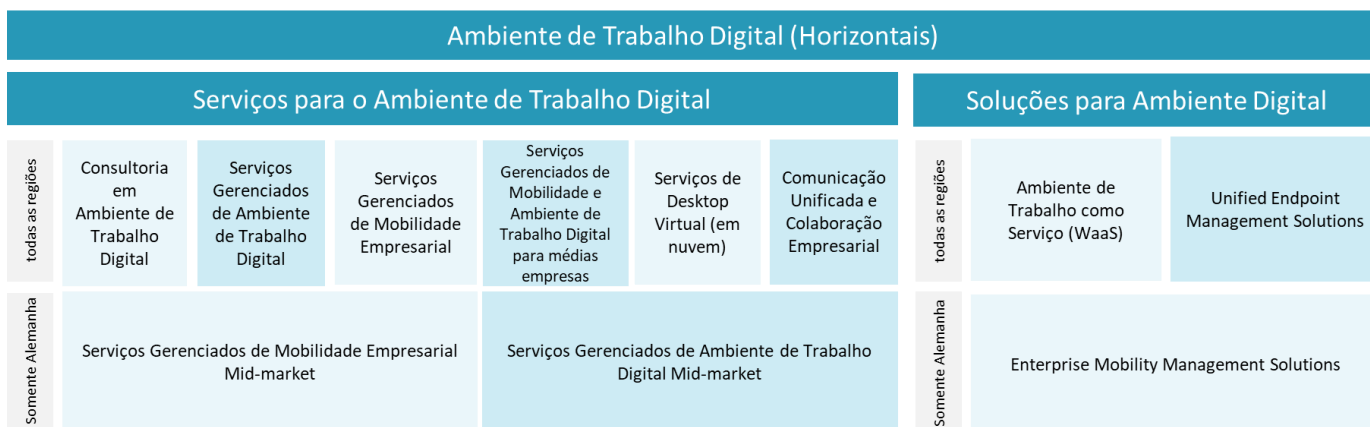 Ambiente de Trabalho Digital (Horizontais)
Serviços para o Ambiente de Trabalho Digital
Soluções para Ambiente Digital
todas as regiões
Consultoria
em
Ambiente de
Trabalho
Digital
Serviços
Gerenciados
de Ambiente
de Trabalho
Digital
Serviços
Gerenciados
de Mobilidade
Empresarial
Serviços
Gerenciados de
Mobilidade e
Ambiente de
Trabalho Digital
para médias
empresas
Serviços de
Desktop
Virtual (em
nuvem)
Comunicação
Unificada e
Colaboração
Empresarial
todas as regiões
Ambiente de
Trabalho como
Serviço (WaaS)
Unified Endpoint
Management Solutions
Somente Alemanha
Serviços Gerenciados de Mobilidade Empresarial
Mid-market
Serviços Gerenciados de Ambiente de Trabalho
Digital Mid-market
Somente Alemanha
Enterprise Mobility Management Solutions